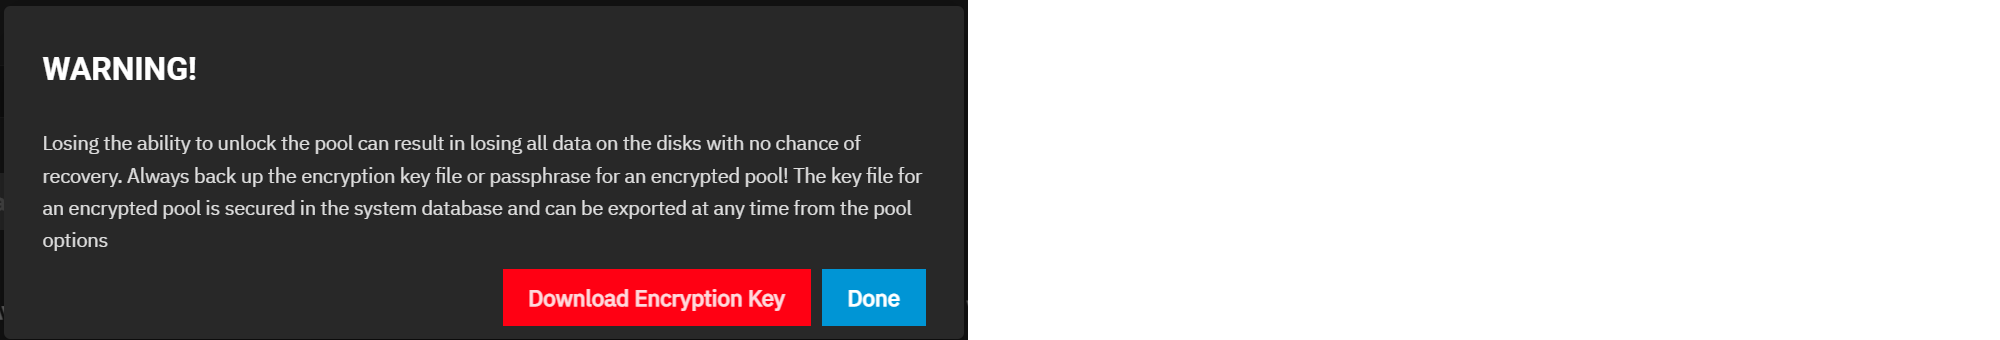 WARNING!
Losing the ability to unlock the pool can result in losing all data on the disks with no chance of
recovery. Always back up the encryption key file or passphrase for an encrypted pool! The key file for
an encrypted pool is secured in the system database and can be exported at any time from the pool
options
Download Encryption Key
Done